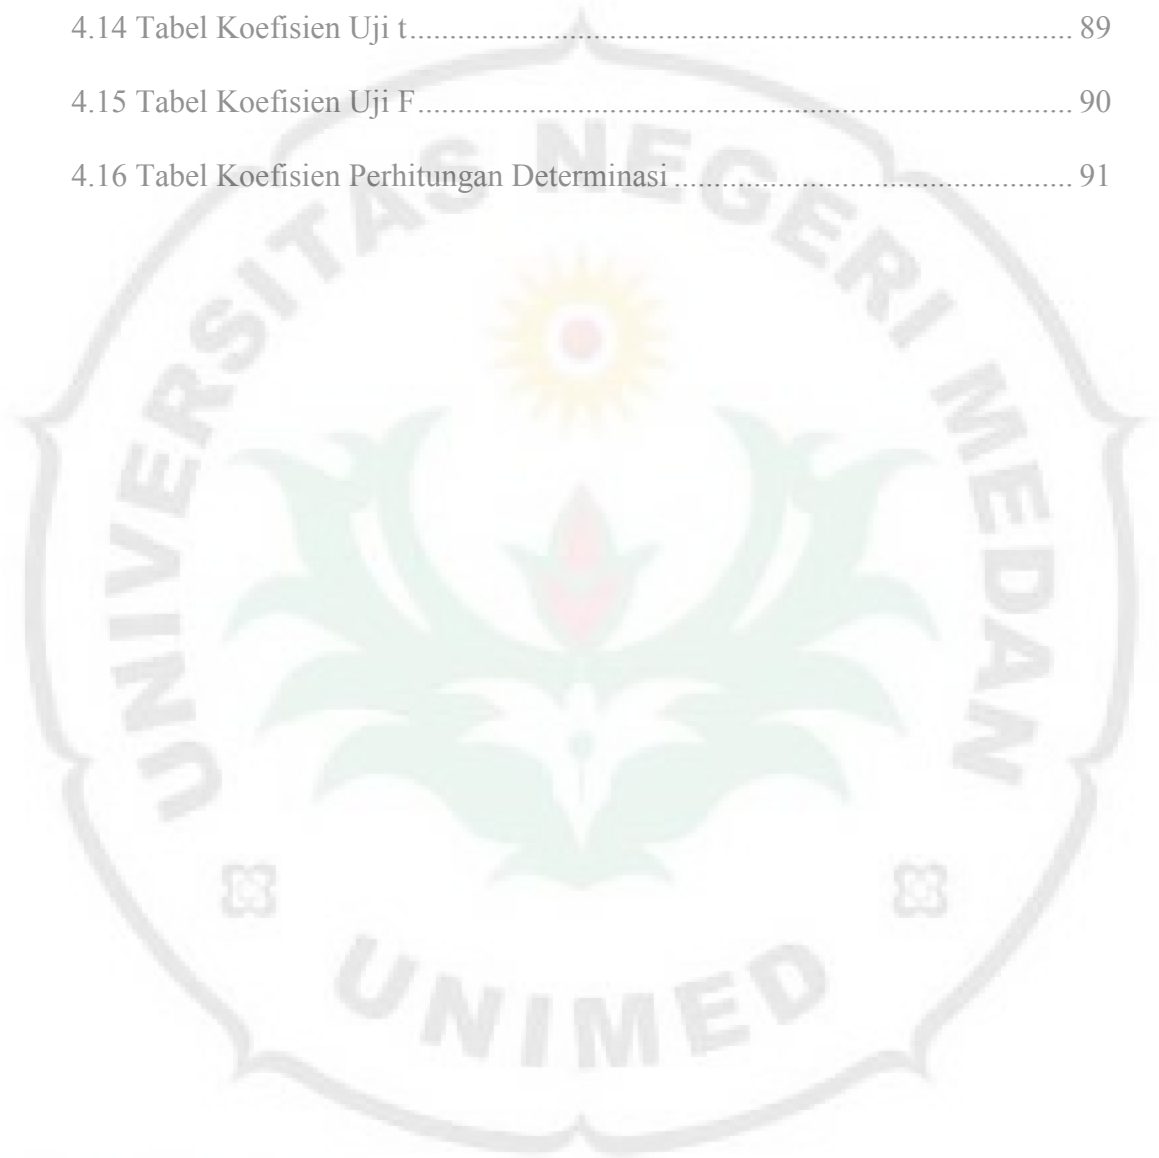 4.14 Tabel Koefisien Uji t.......................................................................................... 89
4.15 Tabel Koefisien Uji F......................................................................................... 90
4.16 Tabel Koefisien Perhitungan Determinasi ...................................................... 91
UNIVERSITAS NEGERI MEDAN
UNIMED